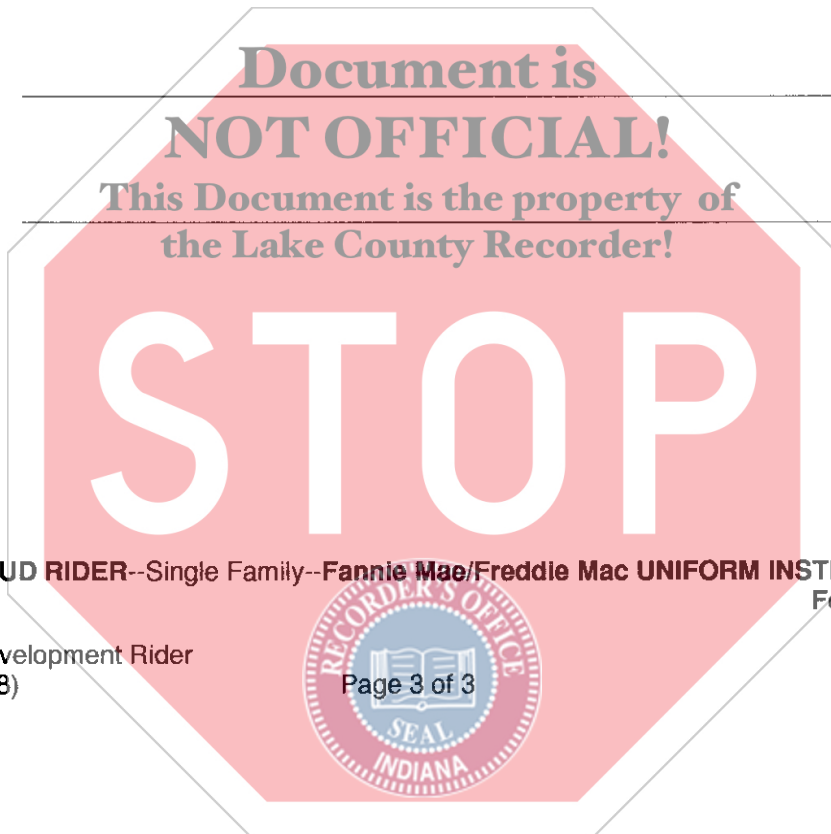 Document is
NOT OFFICIAL!
This Document is the property of
the Lake County Recorder!
STOP
UD RIDER--Single Family--Fannie Mae/Freddie Mac UNIFORM INST
Fo
velopment Rider
8)
Page 3 of 3
RECORDER'S OFFICE
SEAL
INDIANA